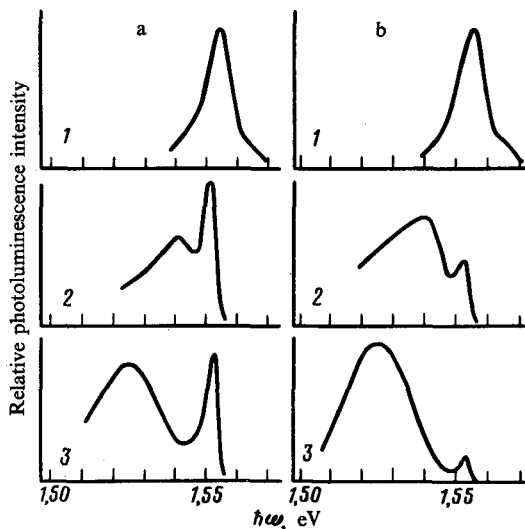 a b
1 1
2 2
3 3
1,50 1,55 1,50 1,55
ħω, eV
Relative photoluminescence intensity